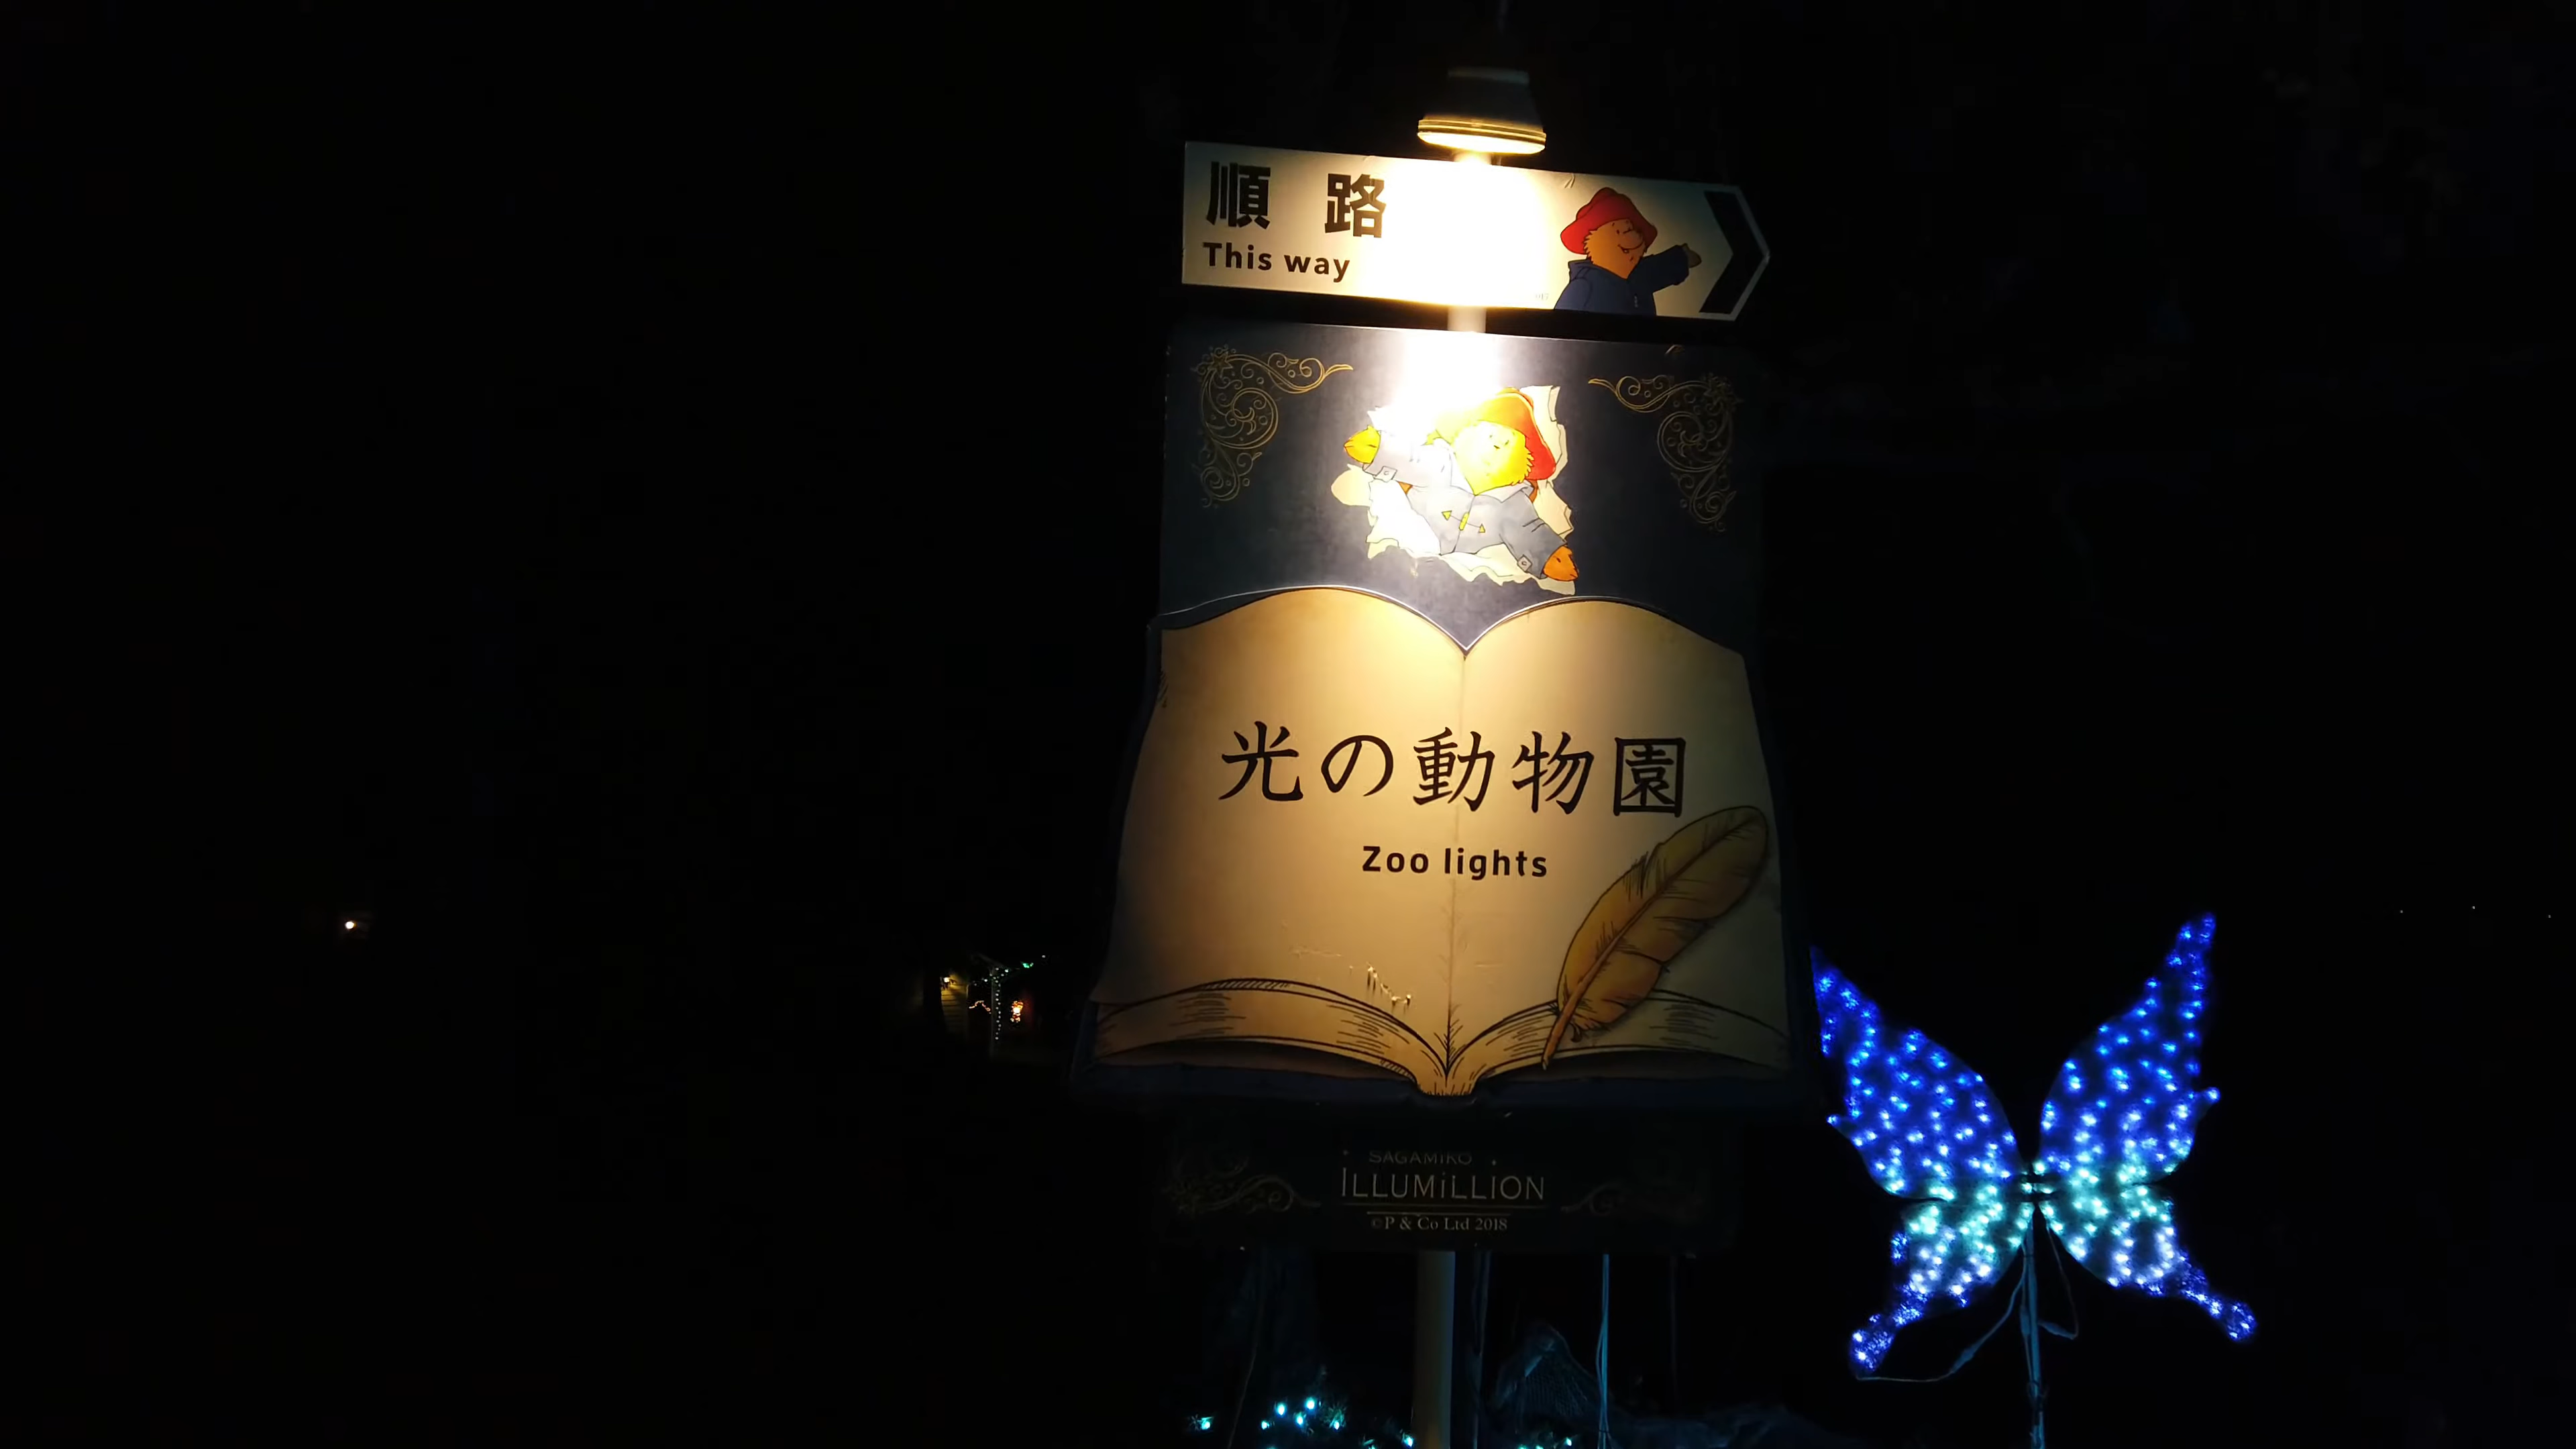 順路
This way
光の動物園
Zoo lights
SAGAMIKO
ILLUMiLLION
©P & Co Ltd 2018